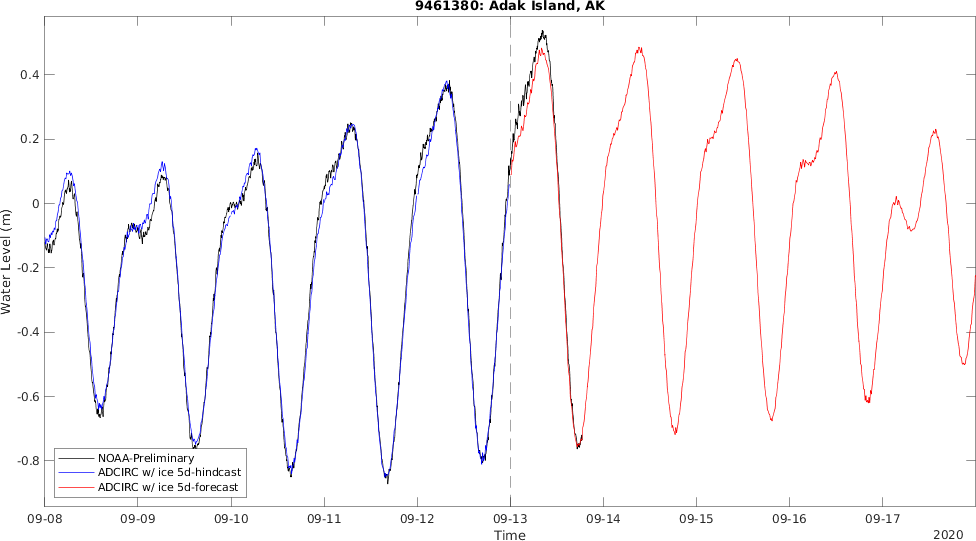 9461380: Adak Island, AK
Water Level (m)
0.4
0.2
0
-0.2
-0.4
-0.6
-0.8
NOAA-Preliminary
ADCIRC w/ ice 5d-hindcast
ADCIRC w/ ice 5d-forecast
09-08 09-09 09-10 09-11 09-12 09-13 09-14 09-15 09-16 09-17
Time
2020